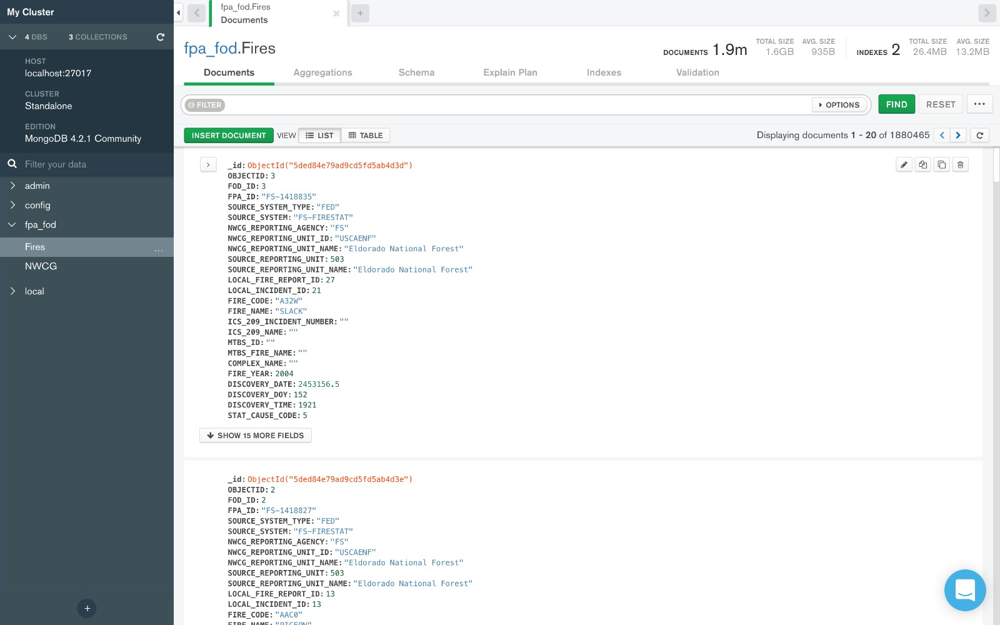 My Cluster
4 DBS 3 COLLECTIONS
HOST
localhost:27017
CLUSTER
Standalone
EDITION
MongoDB 4.2.1 Community
Filter your data
admin
config
fpa_fod
Fires ...
NWCG
local
fpa_fod.Fires
Documents
fpa_fod.Fires
DOCUMENTS 1.9m TOTAL SIZE 1.6GB AVG. SIZE 935B INDEXES 2 TOTAL SIZE 26.4MB AVG. SIZE 13.2MB
Documents Aggregations Schema Explain Plan Indexes Validation
FILTER OPTIONS FIND RESET ...
INSERT DOCUMENT VIEW LIST TABLE Displaying documents 1 - 20 of 1880465
_id: ObjectId("5ded84e79ad9cd5fd5ab4d3d")
OBJECTID: 3
FOD_ID: 3
FPA_ID: "FS-1418835"
SOURCE_SYSTEM_TYPE: "FED"
SOURCE_SYSTEM: "FS-FIRESTAT"
NWCG_REPORTING_AGENCY: "FS"
NWCG_REPORTING_UNIT_ID: "USCAENF"
NWCG_REPORTING_UNIT_NAME: "Eldorado National Forest"
SOURCE_REPORTING_UNIT: 503
SOURCE_REPORTING_UNIT_NAME: "Eldorado National Forest"
LOCAL_FIRE_REPORT_ID: 27
LOCAL_INCIDENT_ID: 21
FIRE_CODE: "A32W"
FIRE_NAME: "SLACK"
ICS_209_INCIDENT_NUMBER: ""
ICS_209_NAME: ""
MTBS_ID: ""
MTBS_FIRE_NAME: ""
COMPLEX_NAME: ""
FIRE_YEAR: 2004
DISCOVERY_DATE: 2453156.5
DISCOVERY_DOY: 152
DISCOVERY_TIME: 1921
STAT_CAUSE_CODE: 5
SHOW 15 MORE FIELDS
_id: ObjectId("5ded84e79ad9cd5fd5ab4d3e")
OBJECTID: 2
FOD_ID: 2
FPA_ID: "FS-1418827"
SOURCE_SYSTEM_TYPE: "FED"
SOURCE_SYSTEM: "FS-FIRESTAT"
NWCG_REPORTING_AGENCY: "FS"
NWCG_REPORTING_UNIT_ID: "USCAENF"
NWCG_REPORTING_UNIT_NAME: "Eldorado National Forest"
SOURCE_REPORTING_UNIT: 503
SOURCE_REPORTING_UNIT_NAME: "Eldorado National Forest"
LOCAL_FIRE_REPORT_ID: 13
LOCAL_INCIDENT_ID: 13
FIRE_CODE: "AAC0"
FIRE_NAME: "PIGEON"